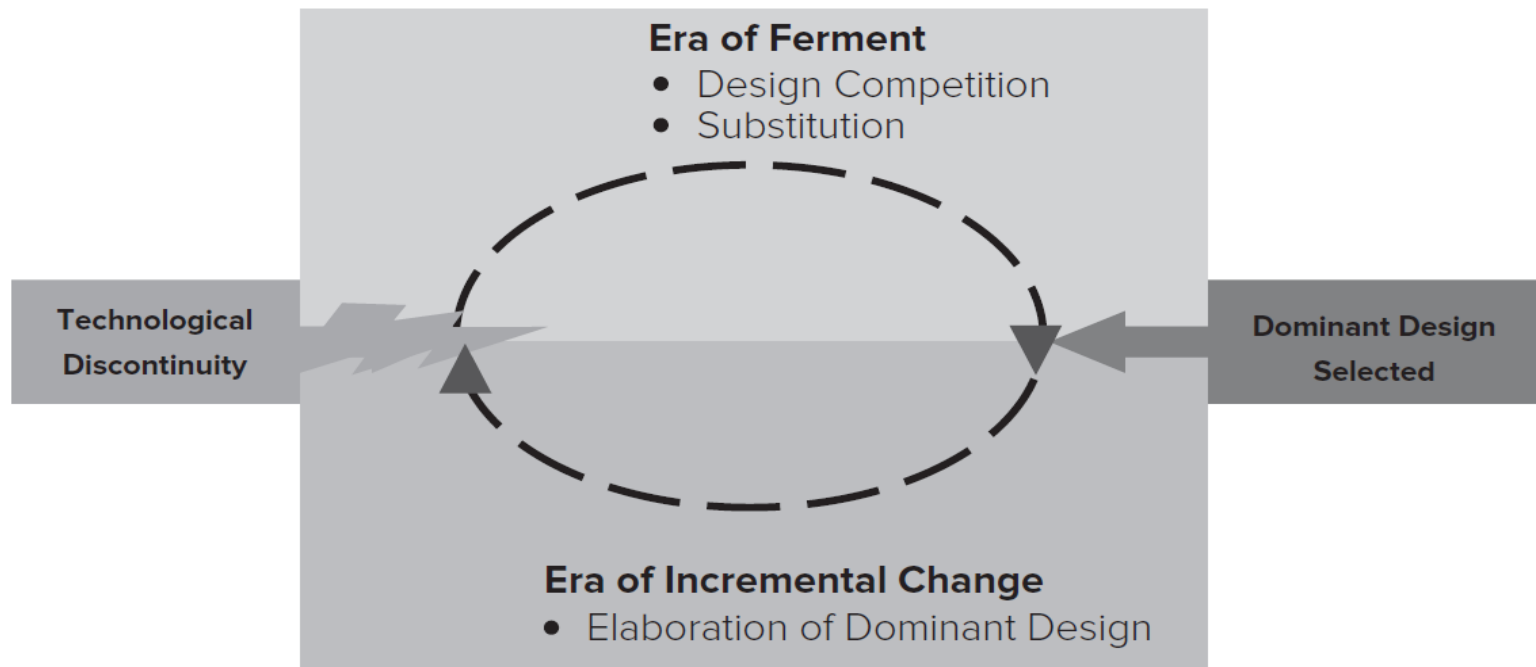 Era of Ferment
• Design Competition
• Substitution
Technological
Discontinuity
Dominant Design
Selected
Era of Incremental Change
• Elaboration of Dominant Design